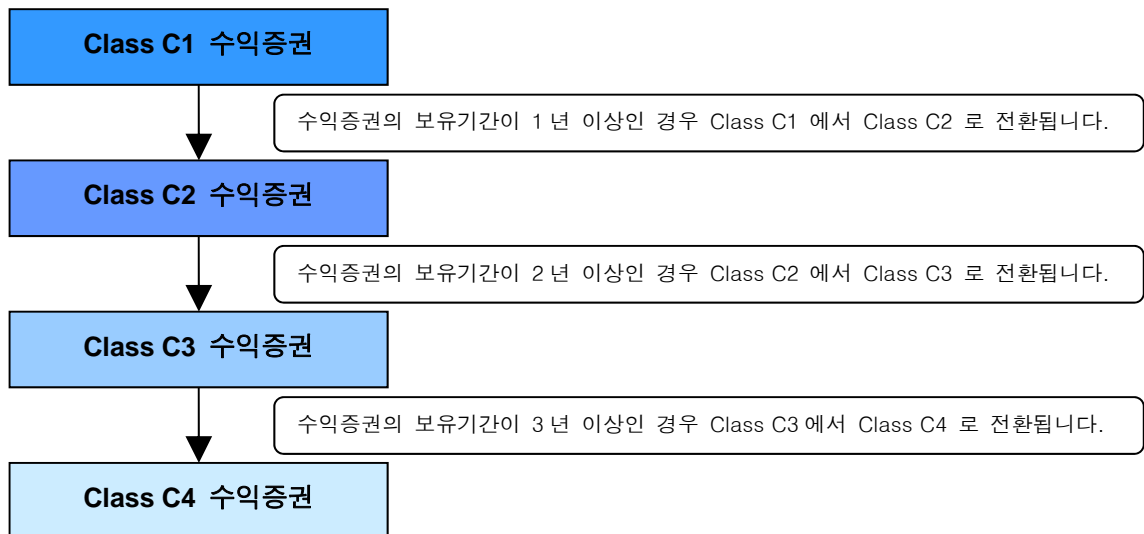 Class C1 수익증권
수익증권의 보유기간이 1년 이상인 경우 Class C1 에서 Class C2 로 전환됩니다.
Class C2 수익증권
수익증권의 보유기간이 2년 이상인 경우 Class C2 에서 Class C3 로 전환됩니다.
Class C3 수익증권
수익증권의 보유기간이 3년 이상인 경우 Class C3에서 Class C4 로 전환됩니다.
Class C4 수익증권